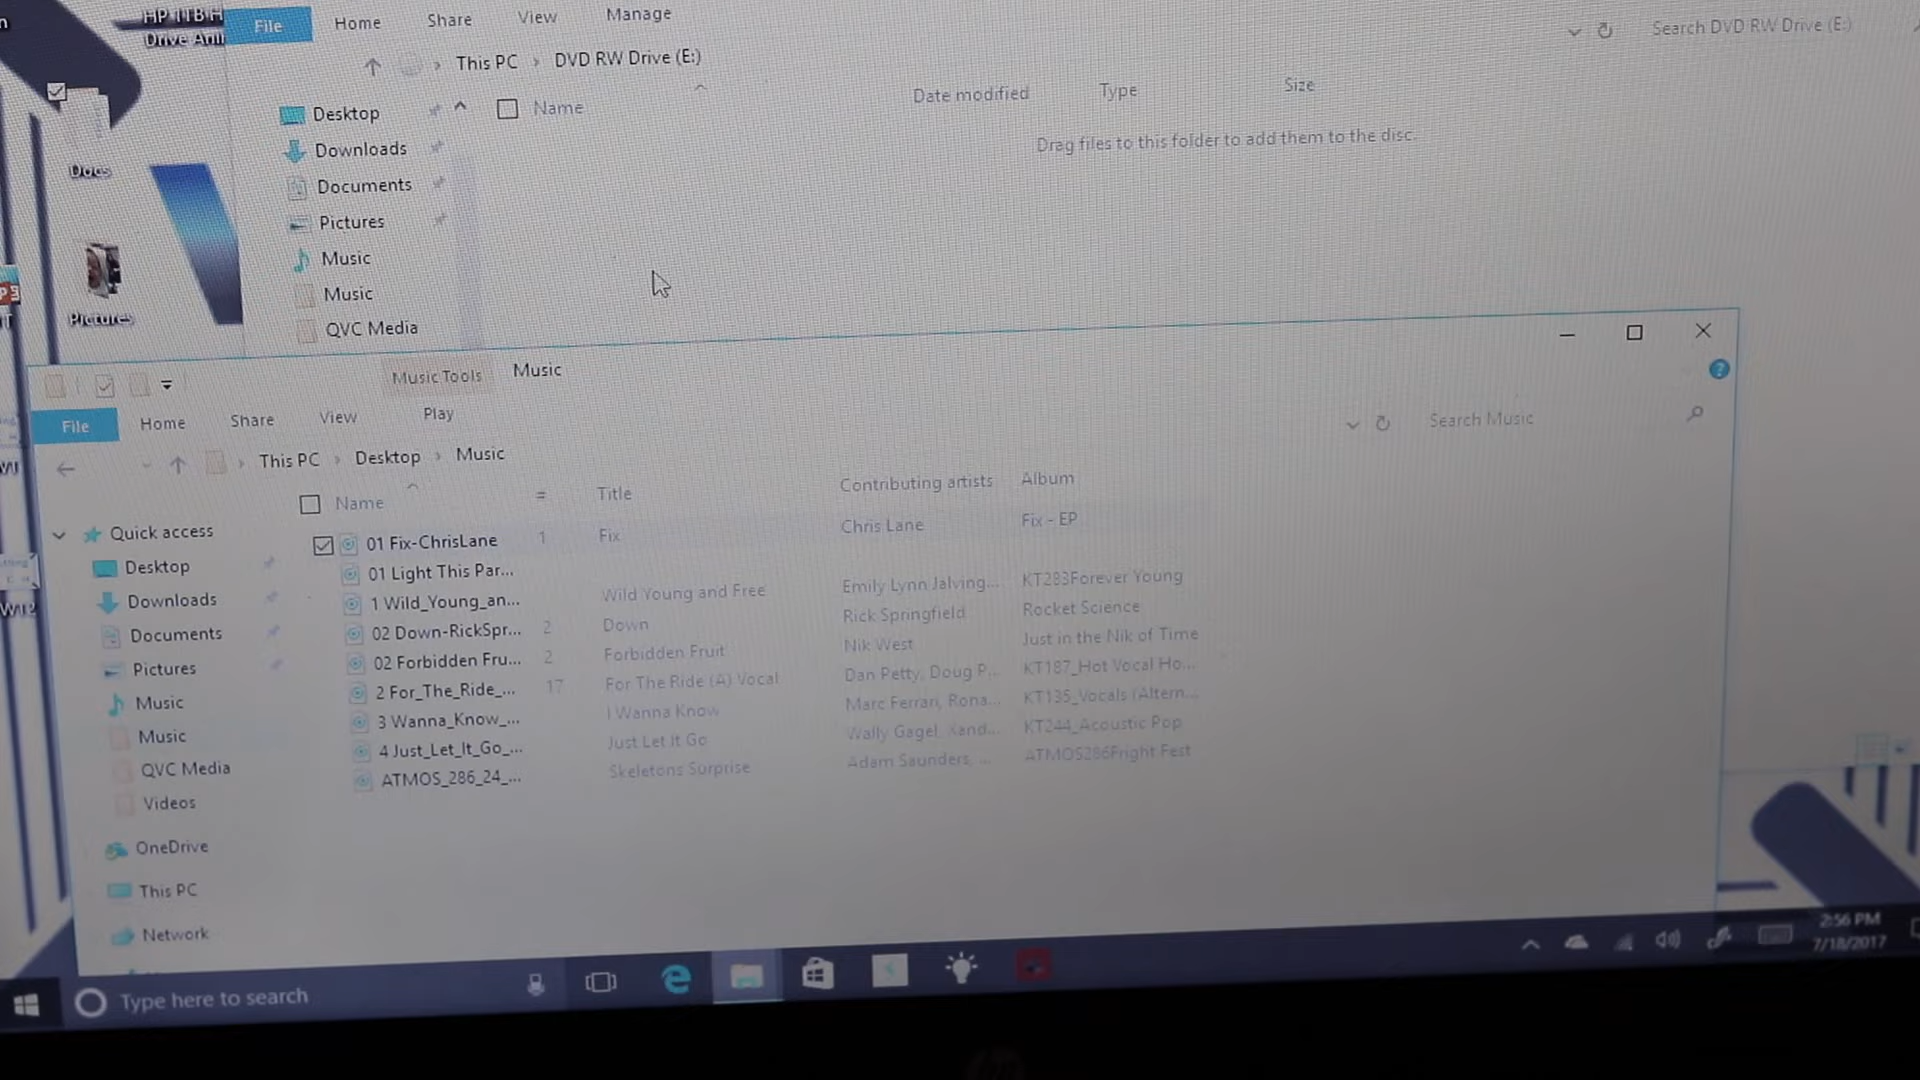 HP 1TB H
Drive Anti
File Home Share View Manage
This PC › DVD RW Drive (E:)
Search DVD RW Drive (E:)
Name Date modified Type Size
Drag files to this folder to add them to the disc.
Desktop
Downloads
Documents
Pictures
Music
Music
QVC Media
Docs
Pictures
Music Tools Music
File Home Share View Play
This PC › Desktop › Music
Search Music
Name = Title Contributing artists Album
01 Fix-ChrisLane 1 Fix Chris Lane Fix - EP
01 Light This Par...
1 Wild_Young_an... Wild Young and Free Emily Lynn Jalving... KT283Forever Young
02 Down-RickSpr... 2 Down Rick Springfield Rocket Science
02 Forbidden Fru... 2 Forbidden Fruit Nik West Just in the Nik of Time
2 For_The_Ride_... 17 For The Ride (A) Vocal Dan Petty, Doug P... KT187_Hot Vocal Ho...
3 Wanna_Know_... I Wanna Know Marc Ferrari, Rona... KT135_Vocals (Altern...
4 Just_Let_It_Go_... Just Let It Go Wally Gagel, Xand... KT244_Acoustic Pop
ATMOS_286_24_... Skeletons Surprise Adam Saunders, ... ATMOS286Fright Fest
Quick access
Desktop
Downloads
Documents
Pictures
Music
Music
QVC Media
Videos
OneDrive
This PC
Network
Type here to search
2:56 PM
7/18/2017